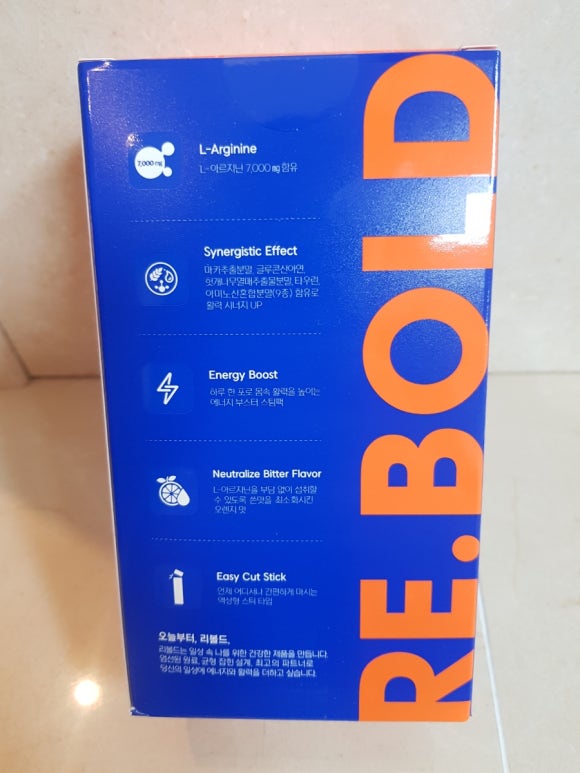 7,000 mg
L-Arginine
L-아르지닌 7,000 mg 함유
Synergistic Effect
마카추출분말, 글루콘산아연,
헛개나무열매추출물분말, 타우린,
아미노산혼합분말(9종) 함유로
활력 시너지 UP
Energy Boost
하루 한 포로 몸속 활력을 높이는
에너지 부스터 스틱팩
Neutralize Bitter Flavor
L-아르지닌을 부담 없이 섭취할
수 있도록 쓴맛을 최소화시킨
오렌지 맛
Easy Cut Stick
언제 어디서나 간편하게 마시는
액상형 스틱 타입
오늘부터, 리볼드.
리볼드는 일상 속 나를 위한 건강한 제품을 만듭니다.
엄선된 원료, 균형 잡힌 설계, 최고의 파트너로
당신의 일상에 에너지와 활력을 더하고 싶습니다.
RE.BOLD